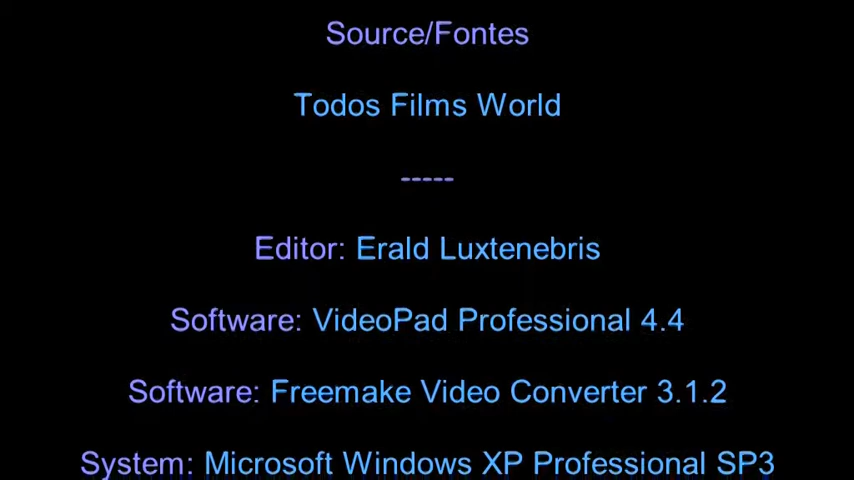 Source/Fontes
Todos Films World
-----
Editor: Erald Luxtenebris
Software: VideoPad Professional 4.4
Software: Freemake Video Converter 3.1.2
System: Microsoft Windows XP Professional SP3